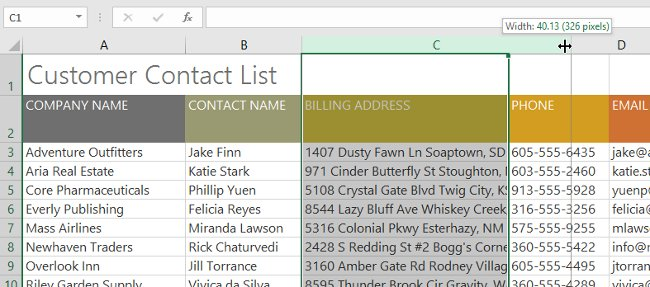 C1 fx Width: 40.13 (326 pixels)
A B C D
1 Customer Contact List
2 COMPANY NAME CONTACT NAME BILLING ADDRESS PHONE EMAIL
3 Adventure Outfitters Jake Finn 1407 Dusty Fawn Ln Soaptown, SD 605-555-6435 jake@a
4 Aria Real Estate Katie Stark 971 Cinder Butterfly St Stoughton, 603-555-2460 katie.st
5 Core Pharmaceuticals Phillip Yuen 5108 Crystal Gate Blvd Twig City, KS 913-555-5928 yuenp@
6 Everly Publishing Felicia Reyes 8544 Lazy Bluff Ave Whiskey Creek 316-555-3256 felicia@
7 Mass Airlines Miranda Lawson 5316 Colonial Pkwy Esterhazy, NM 575-555-9255 mlawso
8 Newhaven Traders Rick Chaturvedi 2428 S Redding St #2 Bogg's Corne 360-555-5422 info@n
9 Overlook Inn Jill Torrance 3160 Amber Gate Rd Rodney Villag 605-555-4495 jtorran
10 Riley Garden Supply Vivica da Silva 8595 Thunder Brook Cir Gravity, W 360-555-4289 vivica@